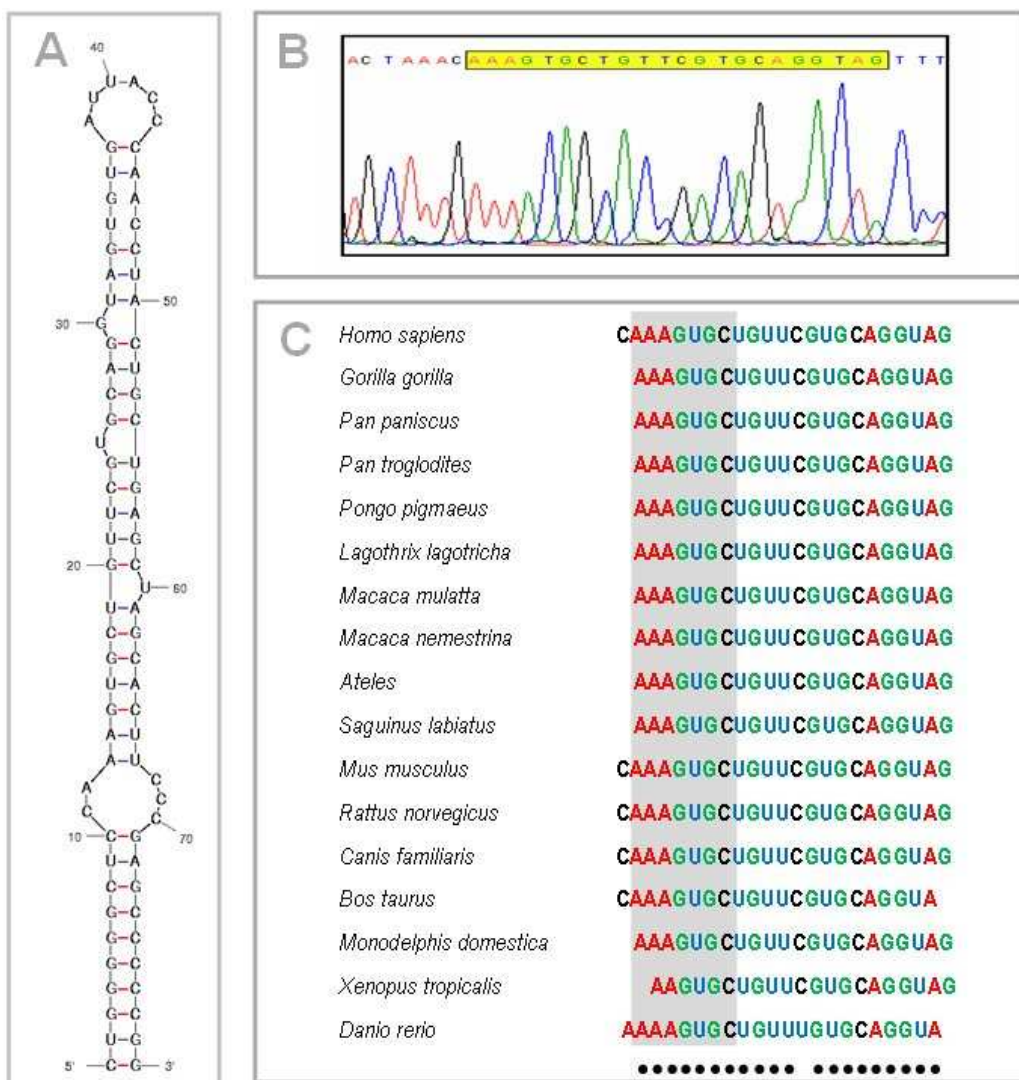 A
40
50
30
20
60
10
70
5'
CUGGGGGCUCCAAAGUGCUGUUCGUGCAGGUAGUGUGAUUACCCAACCUACUGCUGAGCUAGCACUUCCCGAGCCCCCGG
3'
B
ACTAAACAAAGTGCTGTTCGTGCAGGTAGTTT
C
Homo sapiens CAAAGUGCUGUUCGUGCAGGUAG
Gorilla gorilla AAAGUGCUGUUCGUGCAGGUAG
Pan paniscus AAAGUGCUGUUCGUGCAGGUAG
Pan troglodites AAAGUGCUGUUCGUGCAGGUAG
Pongo pigmaeus AAAGUGCUGUUCGUGCAGGUAG
Lagothrix lagotricha AAAGUGCUGUUCGUGCAGGUAG
Macaca mulatta AAAGUGCUGUUCGUGCAGGUAG
Macaca nemestrina AAAGUGCUGUUCGUGCAGGUAG
Ateles AAAGUGCUGUUCGUGCAGGUAG
Saguinus labiatus AAAGUGCUGUUCGUGCAGGUAG
Mus musculus CAAAGUGCUGUUCGUGCAGGUAG
Rattus norvegicus CAAAGUGCUGUUCGUGCAGGUAG
Canis familiaris CAAAGUGCUGUUCGUGCAGGUAG
Bos taurus CAAAGUGCUGUUCGUGCAGGUA
Monodelphis domestica AAAGUGCUGUUCGUGCAGGUAG
Xenopus tropicalis AAGUGCUGUUCGUGCAGGUAG
Danio rerio AAAAGUGCUGUUUGUGCAGGUA